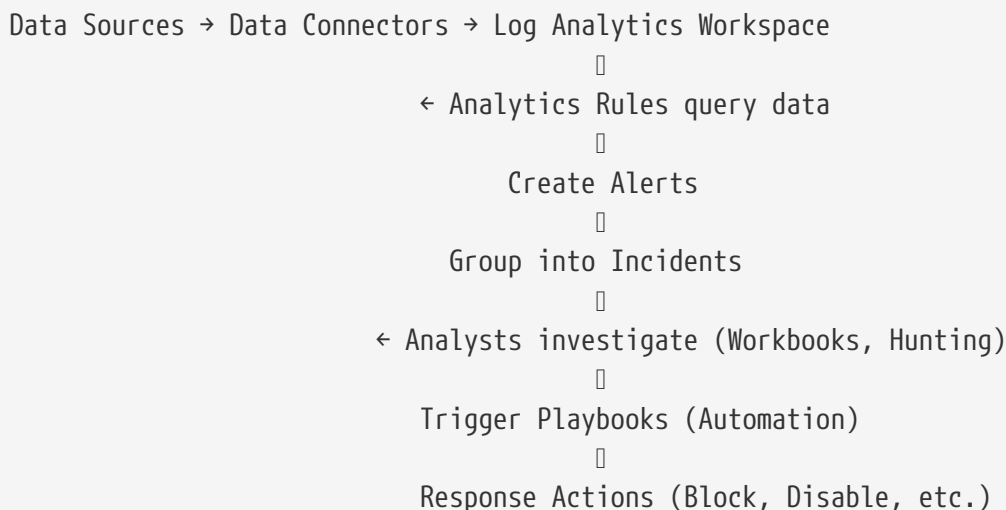 Data Sources → Data Connectors → Log Analytics Workspace
▯
← Analytics Rules query data
▯
Create Alerts
▯
Group into Incidents
▯
← Analysts investigate (Workbooks, Hunting)
▯
Trigger Playbooks (Automation)
▯
Response Actions (Block, Disable, etc.)